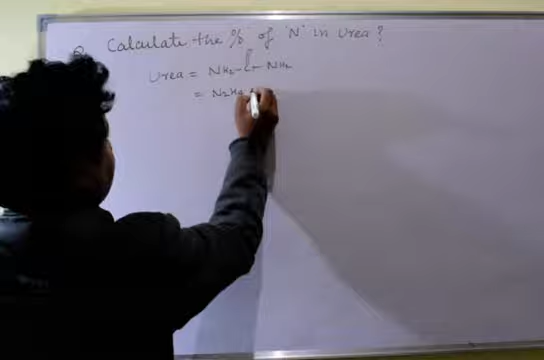 Q. Calculate the % of 'N' in Urea ?
Urea = NH₂-C-NH₂
= N₂H₄